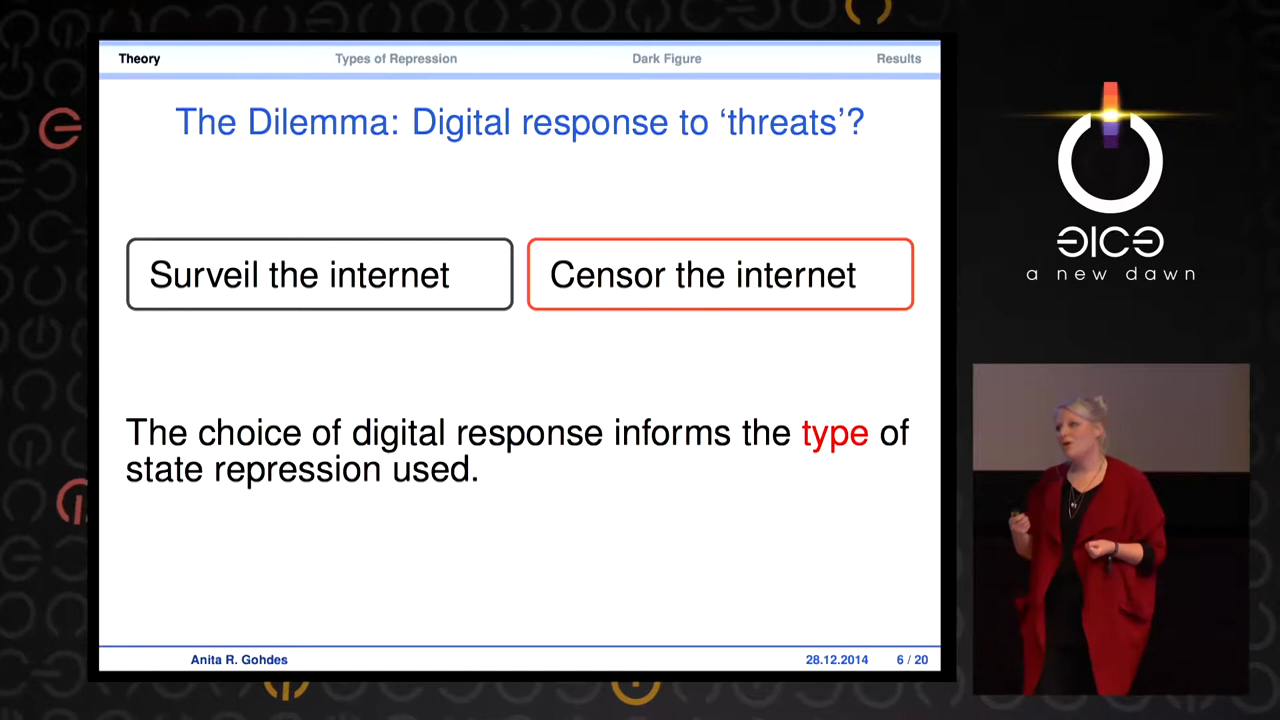 Theory Types of Repression Dark Figure Results
The Dilemma: Digital response to ‘threats’?
Surveil the internet
Censor the internet
The choice of digital response informs the type of
state repression used.
Anita R. Gohdes 28.12.2014 6 / 20
a new dawn